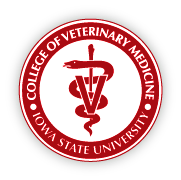 COLLEGE OF VETERINARY MEDICINE
IOWA STATE UNIVERSITY
V